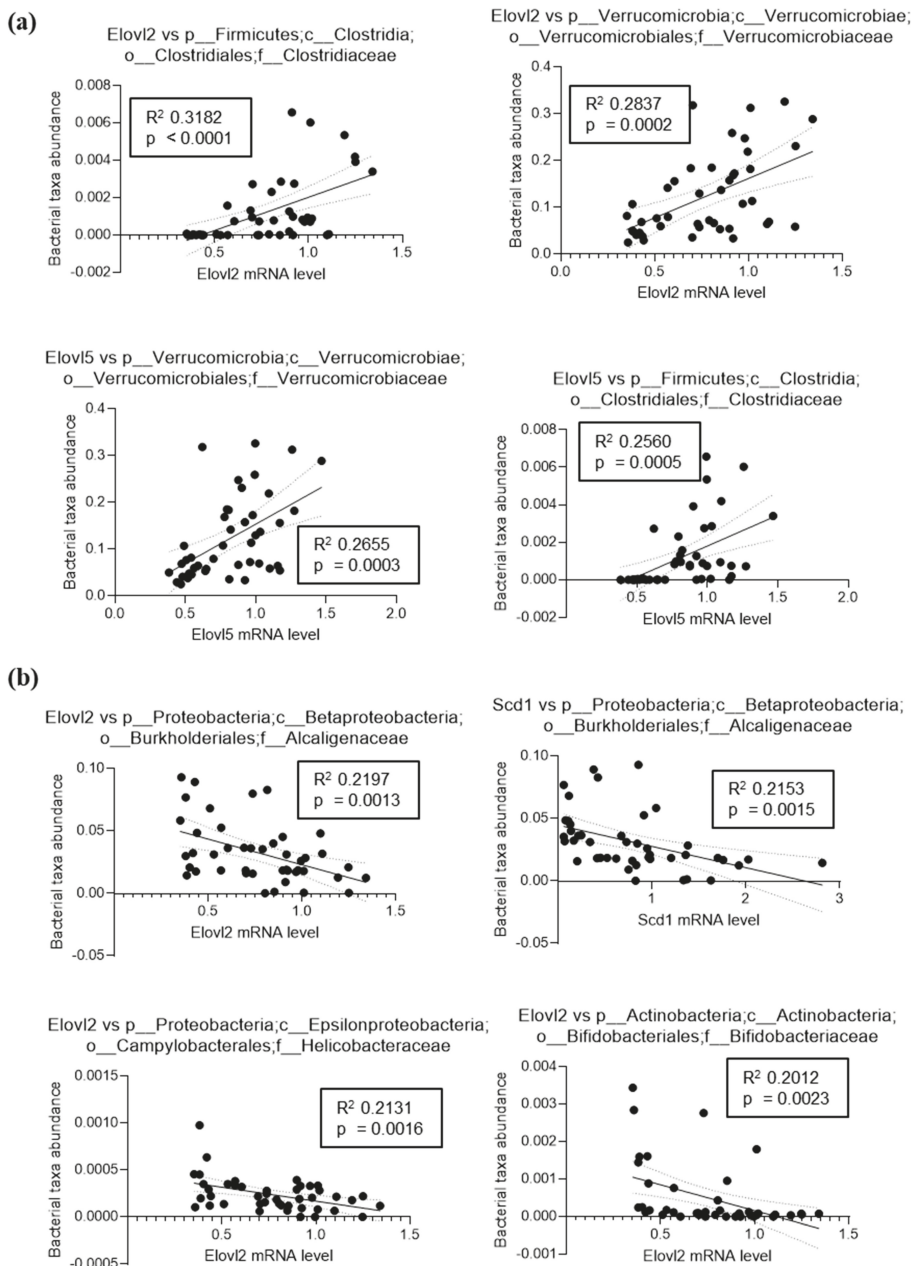 (a)
Elovl2 vs p__Firmicutes;c__Clostridia;
o__Clostridiales;f__Clostridiaceae
0.008
0.006
0.004
0.002
0.000
-0.002
Bacterial taxa abundance
R² 0.3182
p < 0.0001
0.5
1.0
1.5
Elovl2 mRNA level
Elovl2 vs p__Verrucomicrobia;c__Verrucomicrobiae;
o__Verrucomicrobiales;f__Verrucomicrobiaceae
0.4
0.3
0.2
0.1
0.0
Bacterial taxa abundance
R² 0.2837
p = 0.0002
0.0
0.5
1.0
1.5
Elovl2 mRNA level
Elovl5 vs p__Verrucomicrobia;c__Verrucomicrobiae;
o__Verrucomicrobiales;f__Verrucomicrobiaceae
0.4
0.3
0.2
0.1
0.0
Bacterial taxa abundance
R² 0.2655
p = 0.0003
0.0
0.5
1.0
1.5
2.0
Elovl5 mRNA level
Elovl5 vs p__Firmicutes;c__Clostridia;
o__Clostridiales;f__Clostridiaceae
0.008
0.006
0.004
0.002
0.000
-0.002
Bacterial taxa abundance
R² 0.2560
p = 0.0005
0.5
1.0
1.5
2.0
Elovl5 mRNA level
(b)
Elovl2 vs p__Proteobacteria;c__Betaproteobacteria;
o__Burkholderiales;f__Alcaligenaceae
0.10
0.05
0.00
-0.05
Bacterial taxa abundance
R² 0.2197
p = 0.0013
0.5
1.0
1.5
Elovl2 mRNA level
Scd1 vs p__Proteobacteria;c__Betaproteobacteria;
o__Burkholderiales;f__Alcaligenaceae
0.10
0.05
0.00
-0.05
Bacterial taxa abundance
R² 0.2153
p = 0.0015
1
2
3
Scd1 mRNA level
Elovl2 vs p__Proteobacteria;c__Epsilonproteobacteria;
o__Campylobacterales;f__Helicobacteraceae
0.0015
0.0010
0.0005
0.0000
-0.0005
Bacterial taxa abundance
R² 0.2131
p = 0.0016
0.5
1.0
1.5
Elovl2 mRNA level
Elovl2 vs p__Actinobacteria;c__Actinobacteria;
o__Bifidobacteriales;f__Bifidobacteriaceae
0.004
0.003
0.002
0.001
0.000
-0.001
Bacterial taxa abundance
R² 0.2012
p = 0.0023
0.5
1.0
1.5
Elovl2 mRNA level